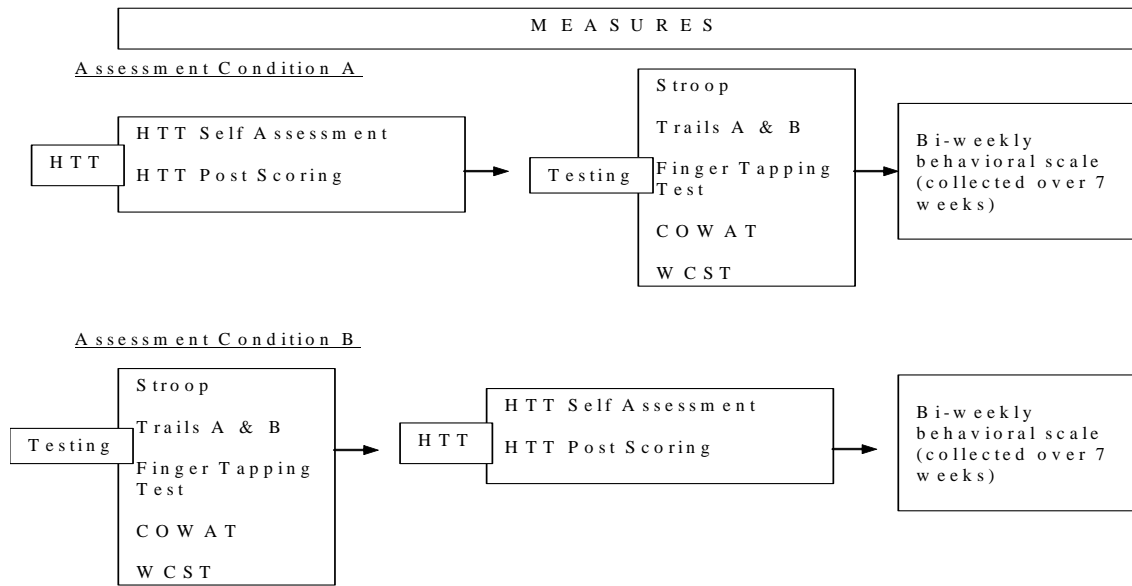 MEASURES
Assessment Condition A
HTT
HTT Self Assessment
HTT Post Scoring
Testing
Stroop
Trails A & B
Finger Tapping
Test
COWAT
WCST
Bi-weekly
behavioral scale
(collected over 7
weeks)
Assessment Condition B
Testing
Stroop
Trails A & B
Finger Tapping
Test
COWAT
WCST
HTT
HTT Self Assessment
HTT Post Scoring
Bi-weekly
behavioral scale
(collected over 7
weeks)